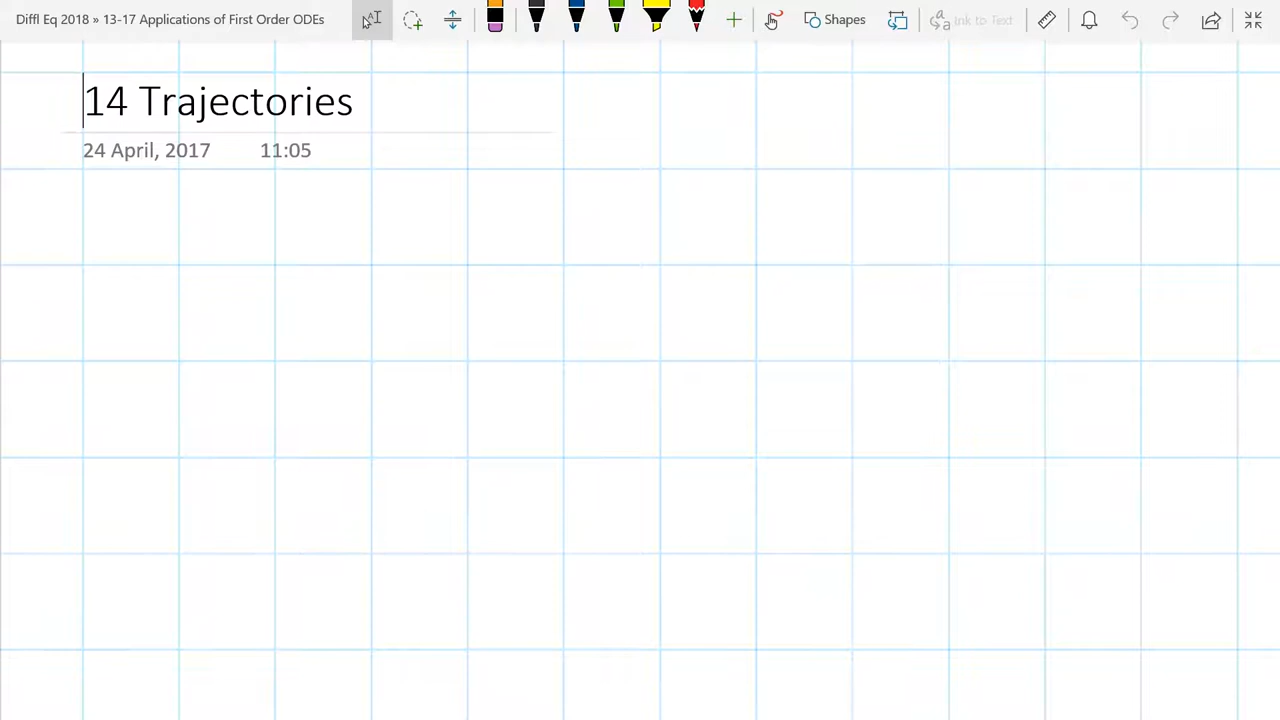 Diffl Eq 2018 » 13-17 Applications of First Order ODEs
Shapes
Ink to Text
14 Trajectories
24 April, 2017 11:05